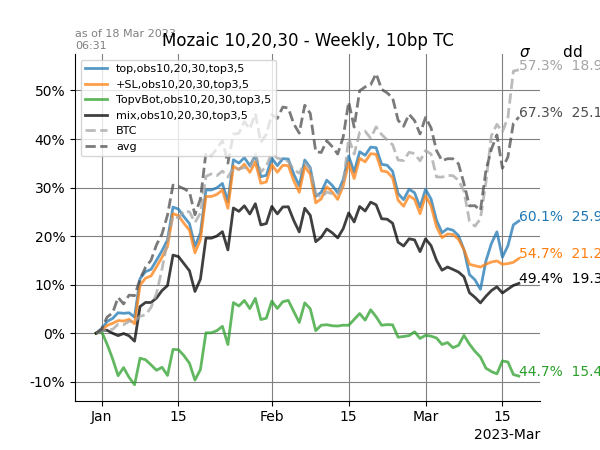 as of 18 Mar 2023
06:31
Mozaic 10,20,30 - Weekly, 10bp TC
σ dd
top,obs10,20,30,top3,5
+SL,obs10,20,30,top3,5
TopvBot,obs10,20,30,top3,5
mix,obs10,20,30,top3,5
BTC
avg
57.3% 18.9
67.3% 25.1
60.1% 25.9
54.7% 21.2
49.4% 19.3
44.7% 15.4
50%
40%
30%
20%
10%
0%
-10%
Jan 15 Feb 15 Mar 15
2023-Mar